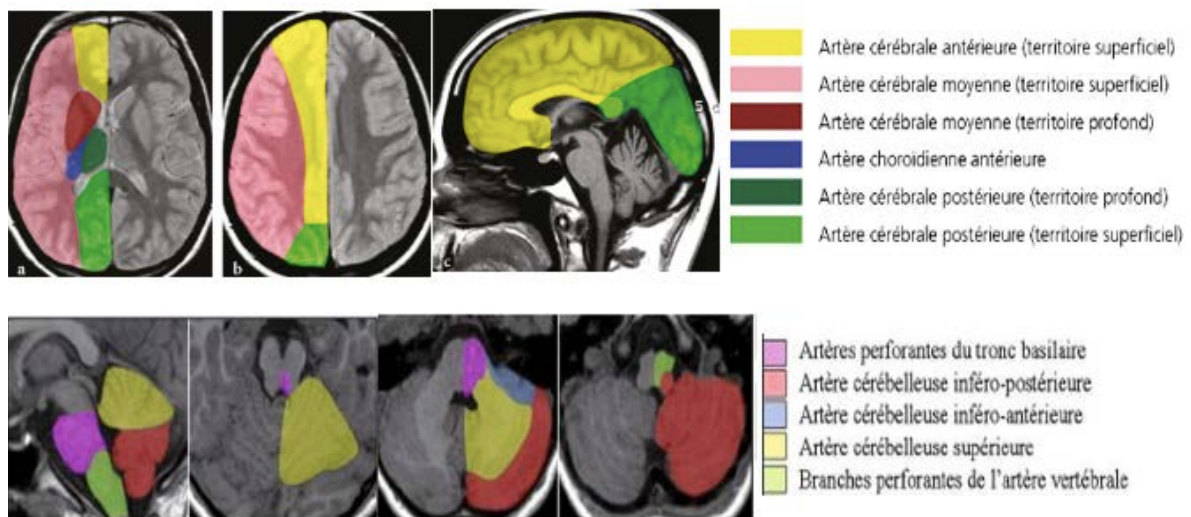 Artère cérébrale antérieure (territoire superficiel)
Artère cérébrale moyenne (territoire superficiel)
Artère cérébrale moyenne (territoire profond)
Artère choroïdienne antérieure
Artère cérébrale postérieure (territoire profond)
Artère cérébrale postérieure (territoire superficiel)
a
b
c
Artères perforantes du tronc basilaire
Artère cérébelleuse inféro-postérieure
Artère cérébelleuse inféro-antérieure
Artère cérébelleuse supérieure
Branches perforantes de l'artère vertébrale